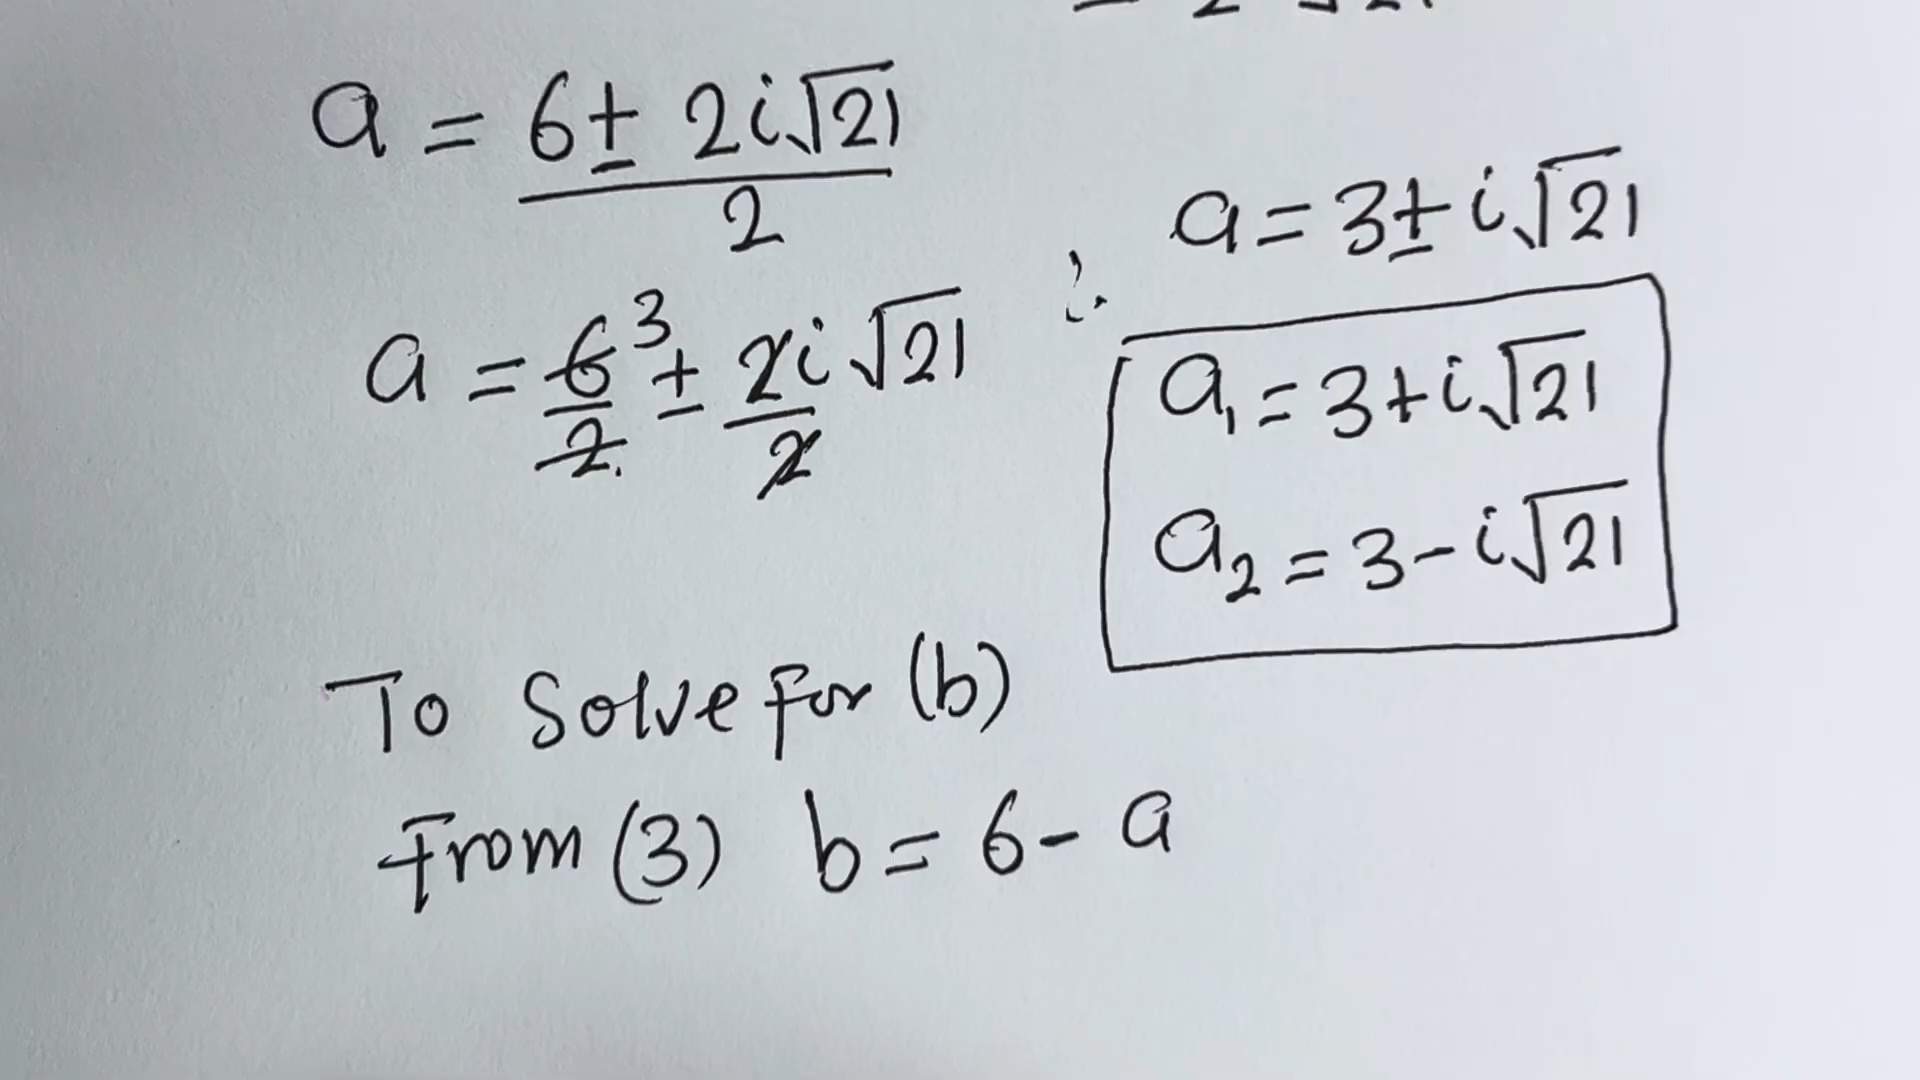 a = 6 ± 2i√21 / 2
a = 6/2 3 ± 2i√21 / 2
∴ a = 3 ± i√21
a₁ = 3 + i√21
a₂ = 3 - i√21
To Solve for (b)
From (3) b = 6 - a